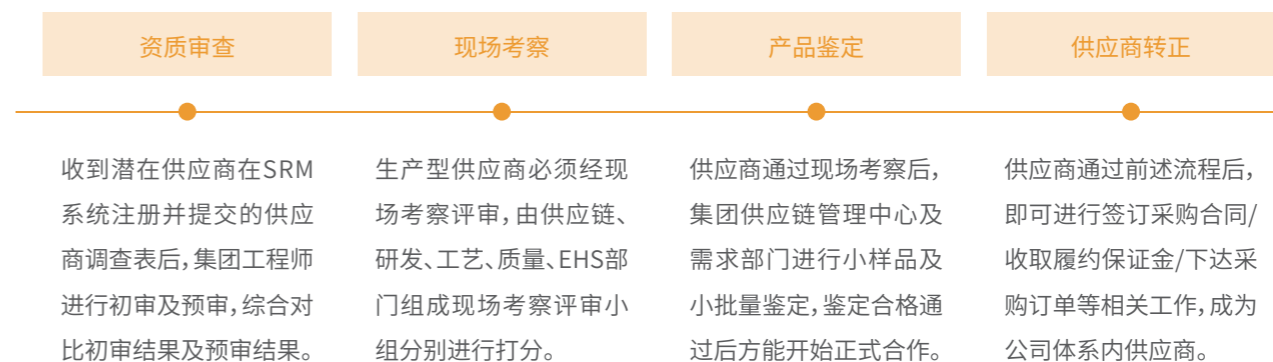 资质审查
收到潜在供应商在SRM
系统注册并提交的供应
商调查表后,集团工程师
进行初审及预审,综合对
比初审结果及预审结果。
现场考察
生产型供应商必须经现
场考察评审,由供应链、
研发、工艺、质量、EHS部
门组成现场考察评审小
组分别进行打分。
产品鉴定
供应商通过现场考察后,
集团供应链管理中心及
需求部门进行小样品及
小批量鉴定,鉴定合格通
过后方能开始正式合作。
供应商转正
供应商通过前述流程后,
即可进行签订采购合同/
收取履约保证金/下达采
购订单等相关工作,成为
公司体系内供应商。